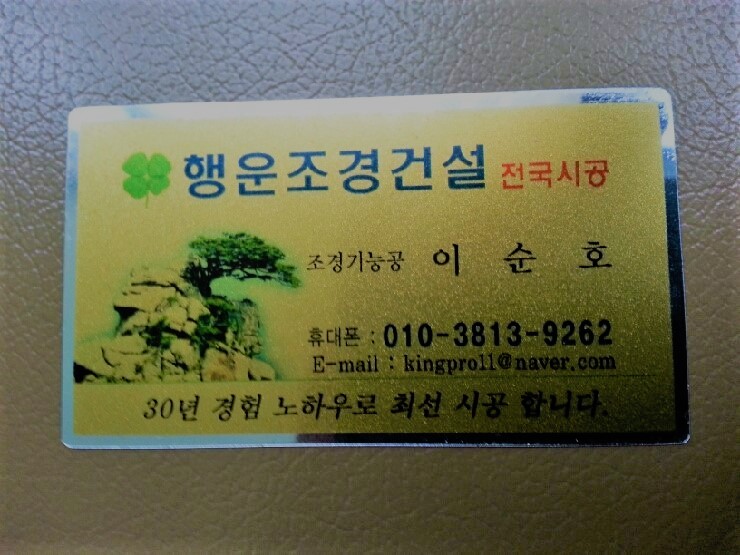 행운조경건설 전국시공
조경기능공 이 순 호
휴대폰 : 010-3813-9262
E-mail : kingpro11@naver.com
30년 경험 노하우로 최선 시공 합니다.